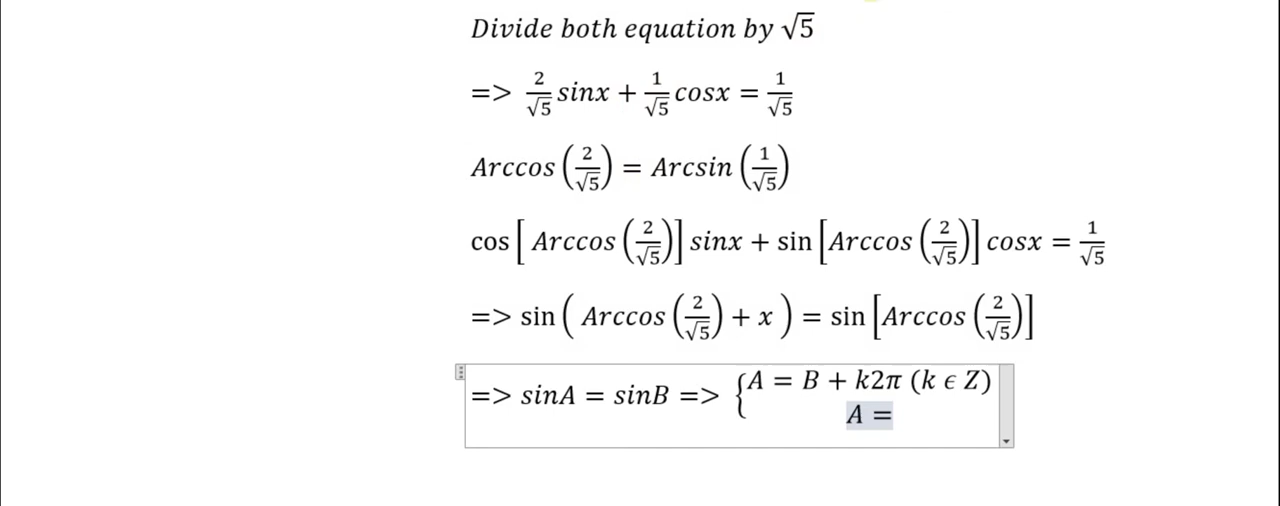 Divide both equation by √5
=> 2/√5 sinx + 1/√5 cosx = 1/√5
Arccos (2/√5) = Arcsin (1/√5)
cos [ Arccos (2/√5)] sinx + sin [Arccos (2/√5)] cosx = 1/√5
=> sin ( Arccos (2/√5) + x ) = sin [Arccos (2/√5)]
=> sinA = sinB => { A = B + k2π (k ϵ Z)
A =